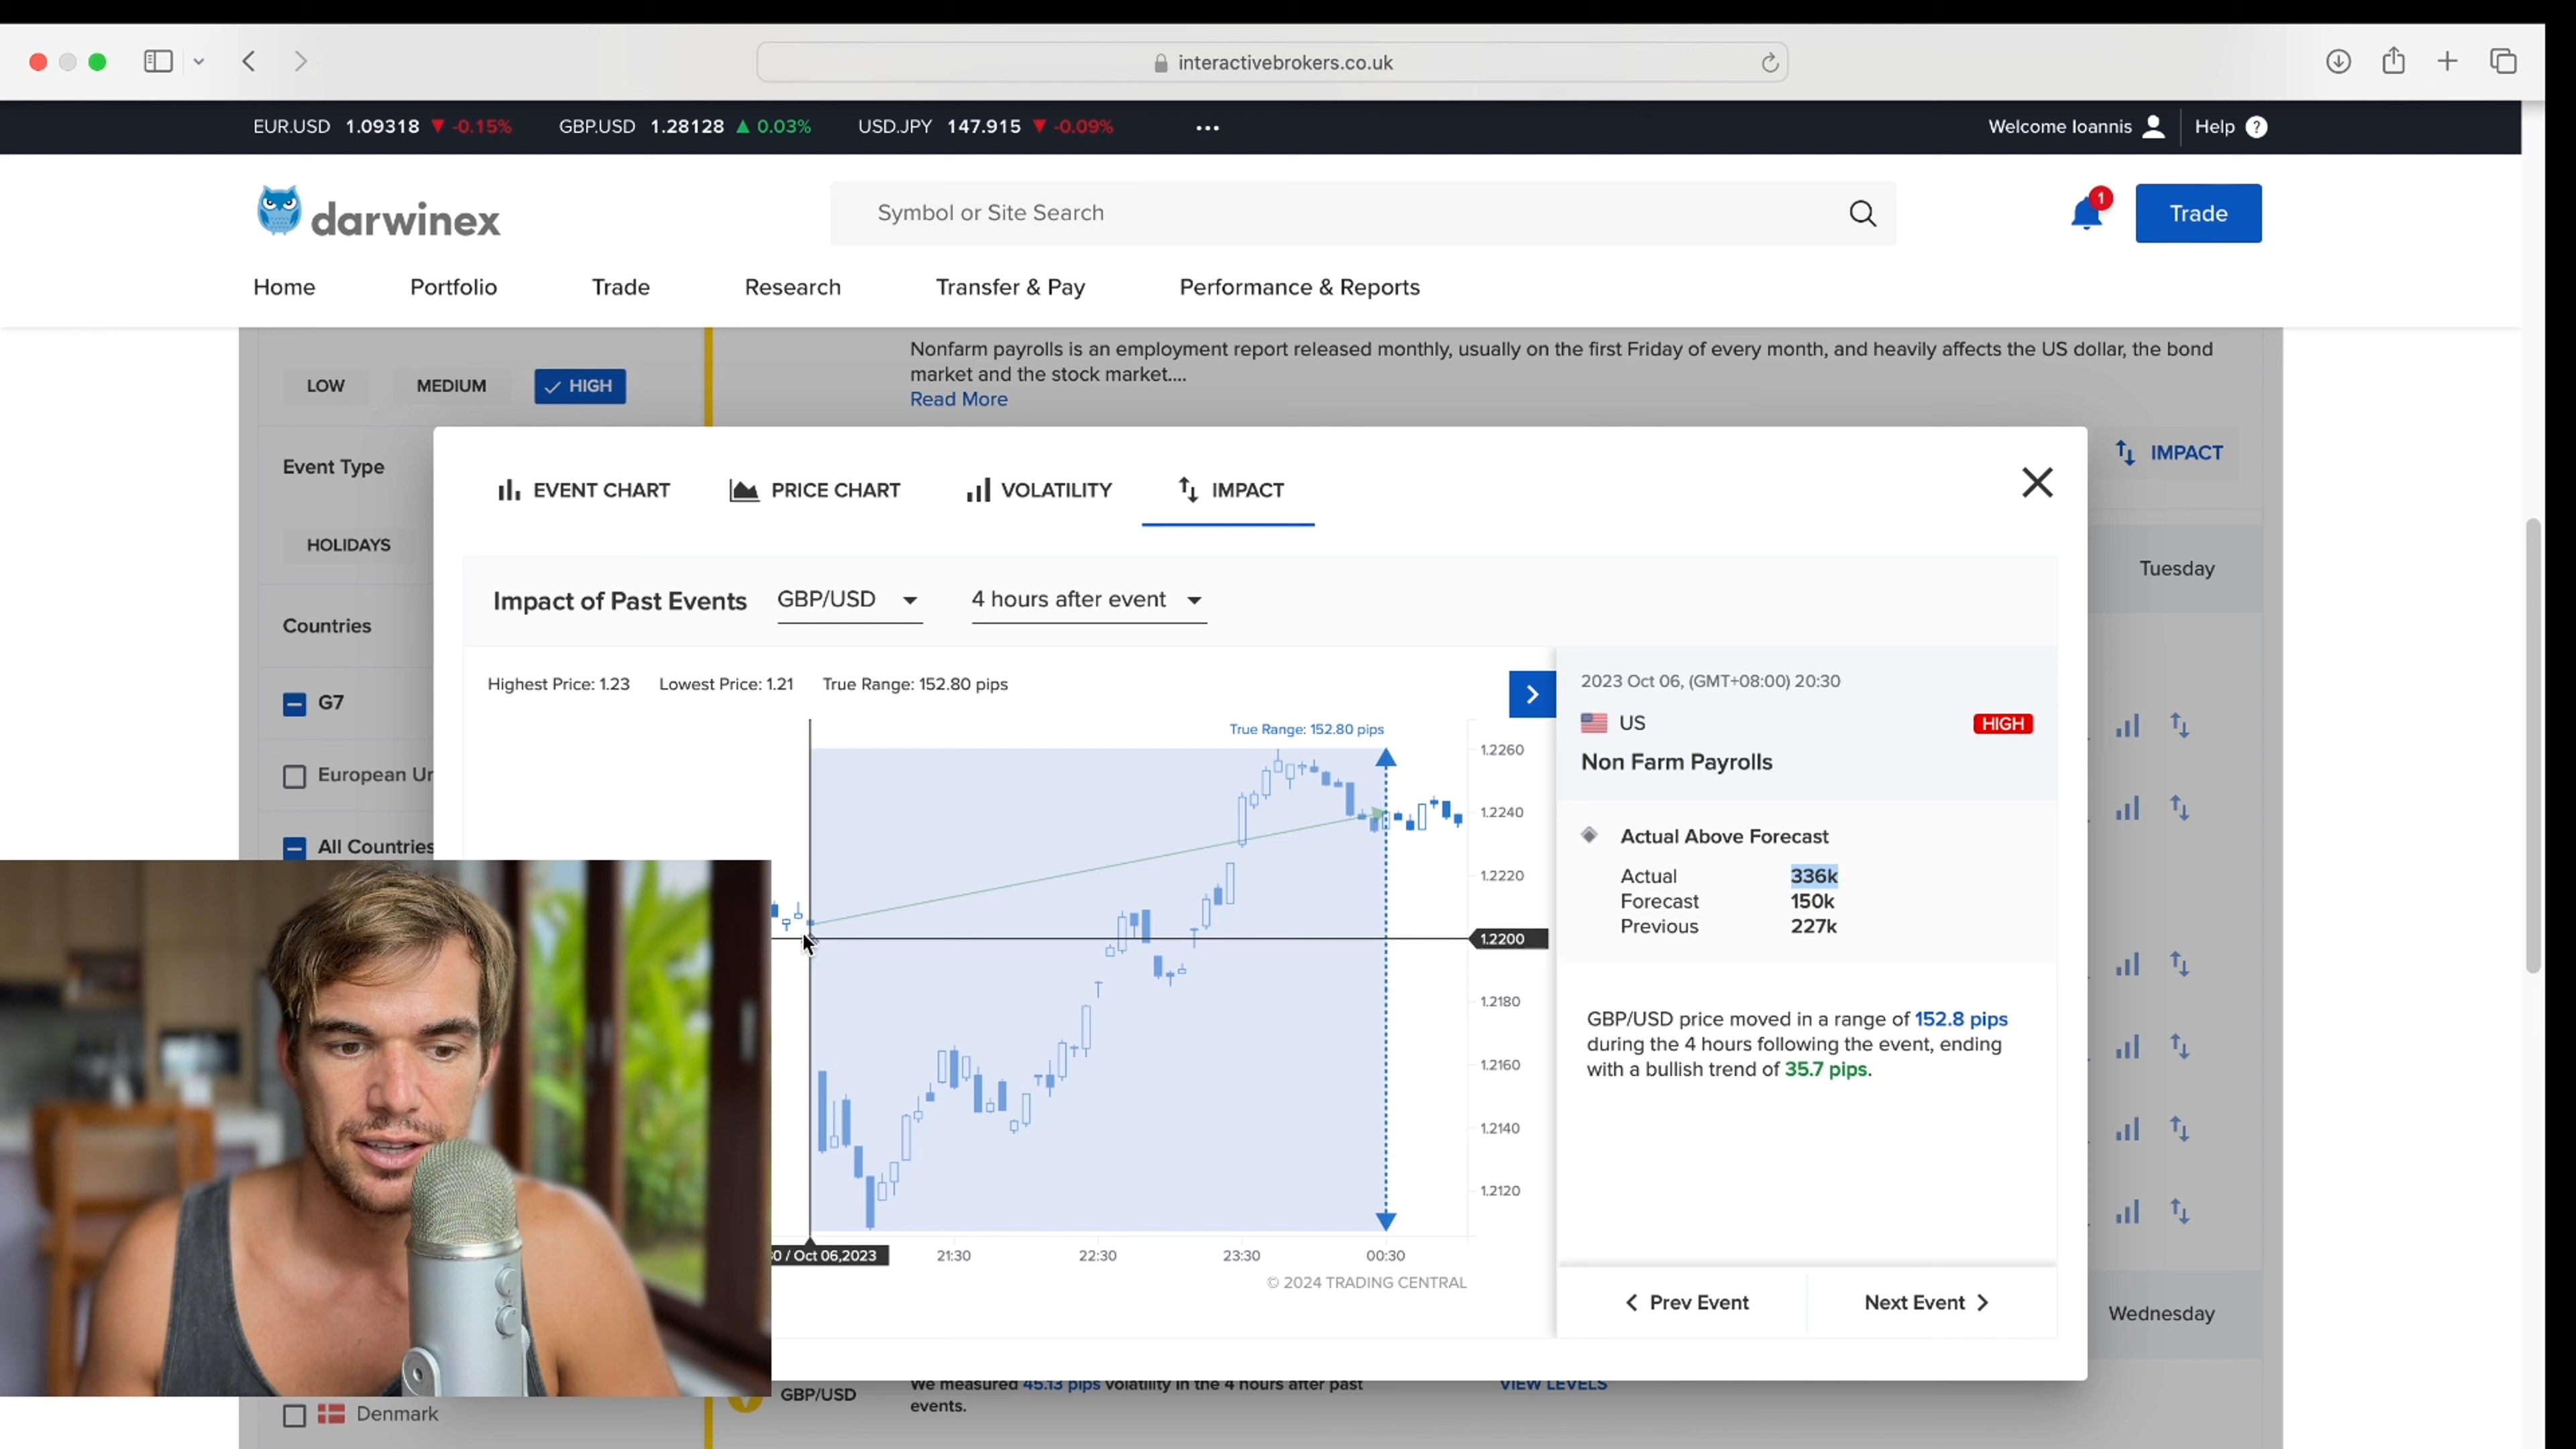 interactivebrokers.co.uk
EUR.USD 1.09318 ▼ -0.15% GBP.USD 1.28128 ▲ 0.03% USD.JPY 147.915 ▼ -0.09% ... Welcome Ioannis Help ?
darwinex Symbol or Site Search 1 Trade
Home Portfolio Trade Research Transfer & Pay Performance & Reports
Nonfarm payrolls is an employment report released monthly, usually on the first Friday of every month, and heavily affects the US dollar, the bond
market and the stock market....
Read More
LOW MEDIUM HIGH
IMPACT
Event Type
HOLIDAYS
Countries
G7
European Un
All Countries
EVENT CHART PRICE CHART VOLATILITY IMPACT
Tuesday
Impact of Past Events GBP/USD 4 hours after event
Highest Price: 1.23 Lowest Price: 1.21 True Range: 152.80 pips
True Range: 152.80 pips
1.2260
1.2240
1.2220
1.2200
1.2180
1.2160
1.2140
1.2120
0 / Oct 06,2023 21:30 22:30 23:30 00:30
© 2024 TRADING CENTRAL
2023 Oct 06, (GMT+08:00) 20:30
US HIGH
Non Farm Payrolls
Actual Above Forecast
Actual 336k
Forecast 150k
Previous 227k
GBP/USD price moved in a range of 152.8 pips
during the 4 hours following the event, ending
with a bullish trend of 35.7 pips.
Prev Event Next Event
Wednesday
GBP/USD We measured 45.13 pips volatility in the 4 hours after past
events.
VIEW LEVELS
Denmark